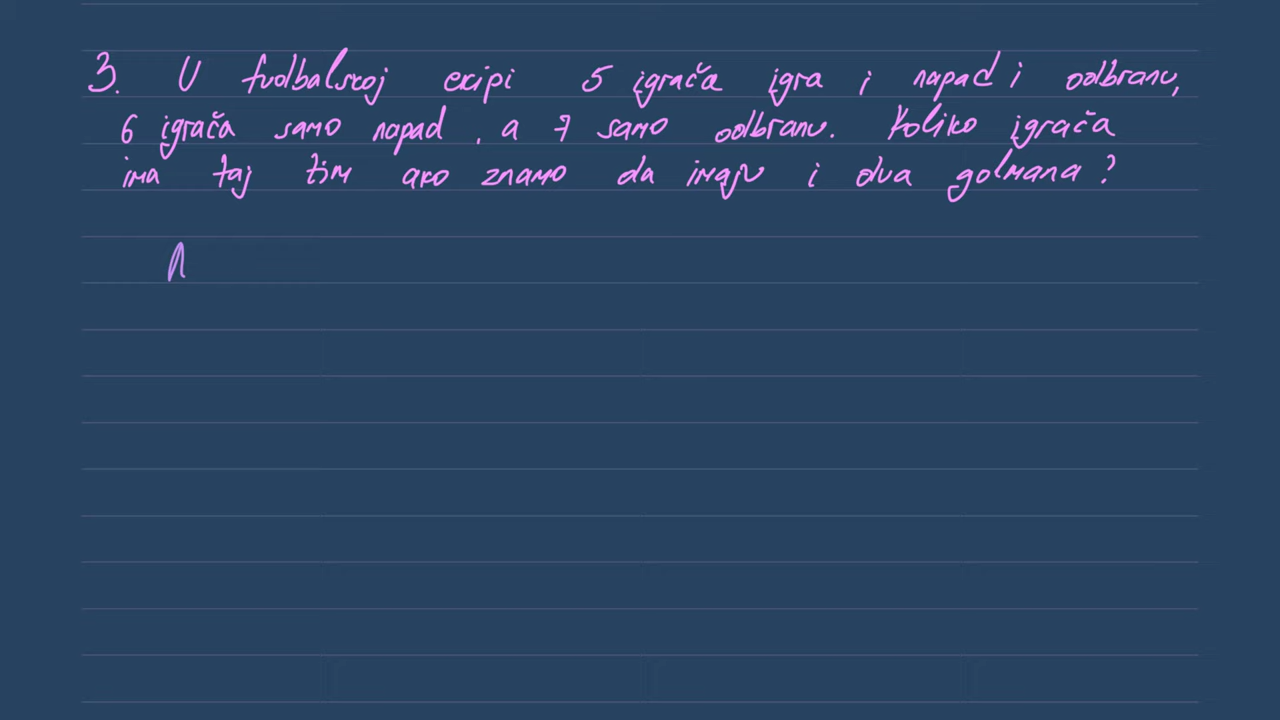 3. U fudbalskoj ekipi 5 igrača igra i napad i odbranu,
6 igrača samo napad, a 7 samo odbranu. Koliko igrača
ima taj tim ako znamo da imaju i dva golmana?